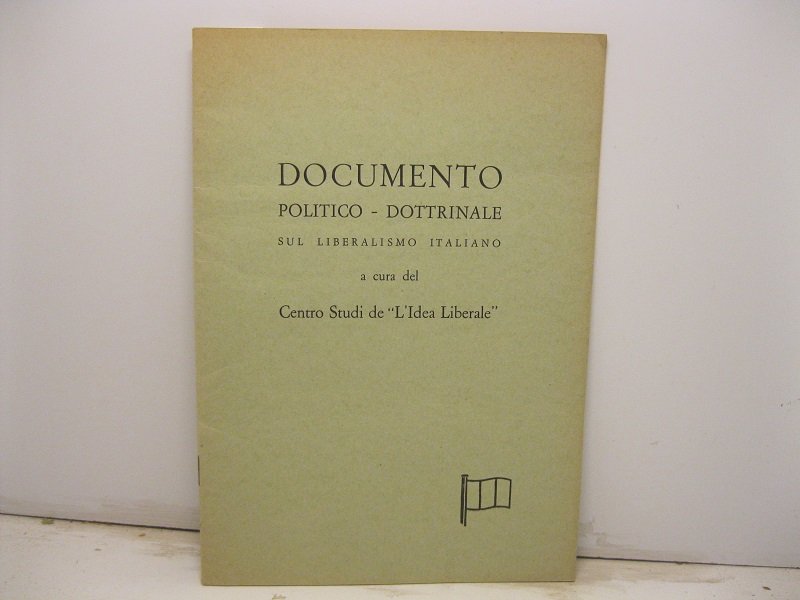 DOCUMENTO
POLITICO - DOTTRINALE
SUL LIBERALISMO ITALIANO
a cura del
Centro Studi de “L'Idea Liberale”